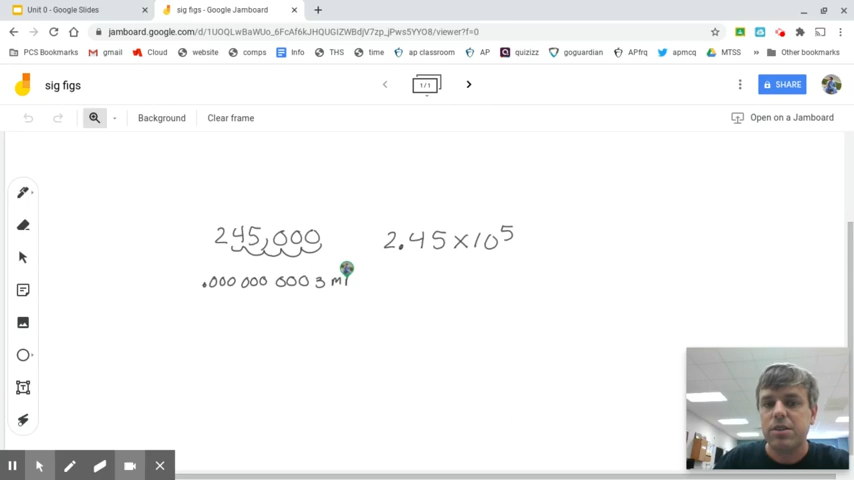 Unit 0 - Google Slides
sig figs - Google Jamboard
jamboard.google.com/d/1UOQLwBaWUo_6FcAf6kJHQUGIZWBdjV7zp_jPws5YYO8/viewer?f=0
PCS Bookmarks M gmail Cloud website comps Info THS time ap classroom AP quizizz goguardian APfrq apmcq MTSS » Other bookmarks
sig figs
1/1
SHARE
Background
Clear frame
Open on a Jamboard
245,000
2.45 x 10⁵
.000 000 000 3 m